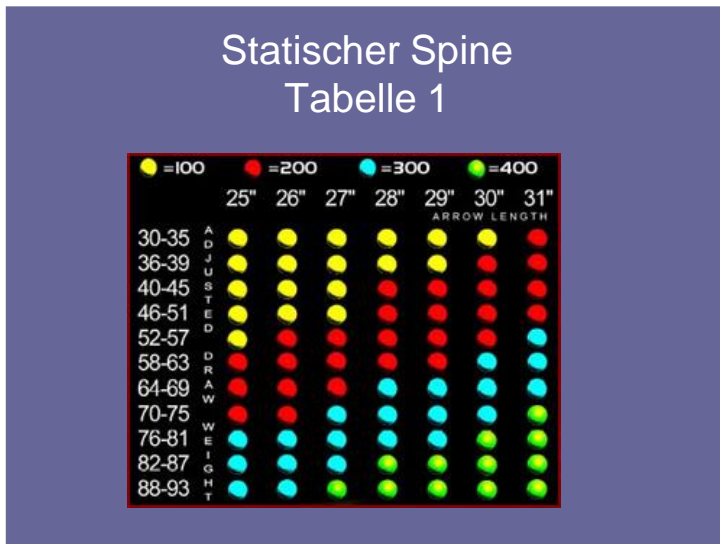 Statischer Spine
Tabelle 1
=100 =200 =300 =400
25" 26" 27" 28" 29" 30" 31"
ARROW LENGTH
ADJUSTED DRAW WEIGHT
30-35
36-39
40-45
46-51
52-57
58-63
64-69
70-75
76-81
82-87
88-93